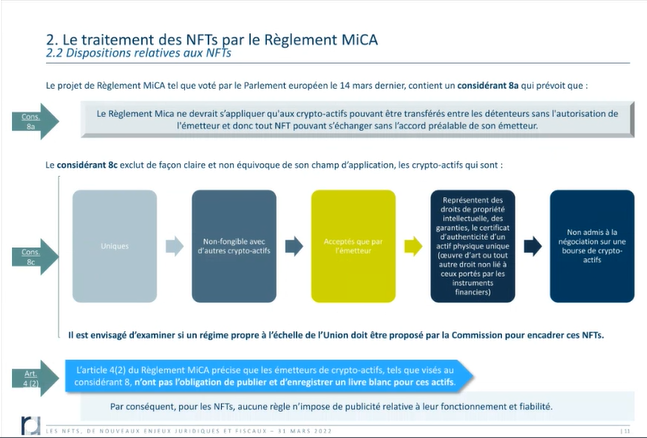 2. Le traitement des NFTs par le Règlement MiCA
2.2 Dispositions relatives aux NFTs
Le projet de Règlement MiCA tel que voté par le Parlement européen le 14 mars dernier, contient un considérant 8a qui prévoit que :
Cons.
8a
Le Règlement Mica ne devrait s'appliquer qu'aux crypto-actifs pouvant être transférés entre les détenteurs sans l'autorisation de
l'émetteur et donc tout NFT pouvant s'échanger sans l'accord préalable de son émetteur.
Le considérant 8c exclut de façon claire et non équivoque de son champ d'application, les crypto-actifs qui sont :
Cons.
8c
Uniques
Non-fongible avec
d'autres crypto-actifs
Acceptés que par
l'émetteur
Représentent des
droits de propriété
intellectuelle, des
garanties, le certificat
d'authenticité d'un
actif physique unique
(œuvre d'art ou tout
autre droit non lié à
ceux portés par les
instruments
financiers)
Non admis à la
négociation sur une
bourse de crypto-
actifs
Il est envisagé d'examiner si un régime propre à l'échelle de l'Union doit être proposé par la Commission pour encadrer ces NFTs.
Art.
4 (2)
L'article 4(2) du Règlement MiCA précise que les émetteurs de crypto-actifs, tels que visés au
considérant 8, n'ont pas l'obligation de publier et d'enregistrer un livre blanc pour ces actifs.
Par conséquent, pour les NFTs, aucune règle n'impose de publicité relative à leur fonctionnement et fiabilité.
LES NFTS, DE NOUVEAUX ENJEUX JURIDIQUES ET FISCAUX – 31 MARS 2022